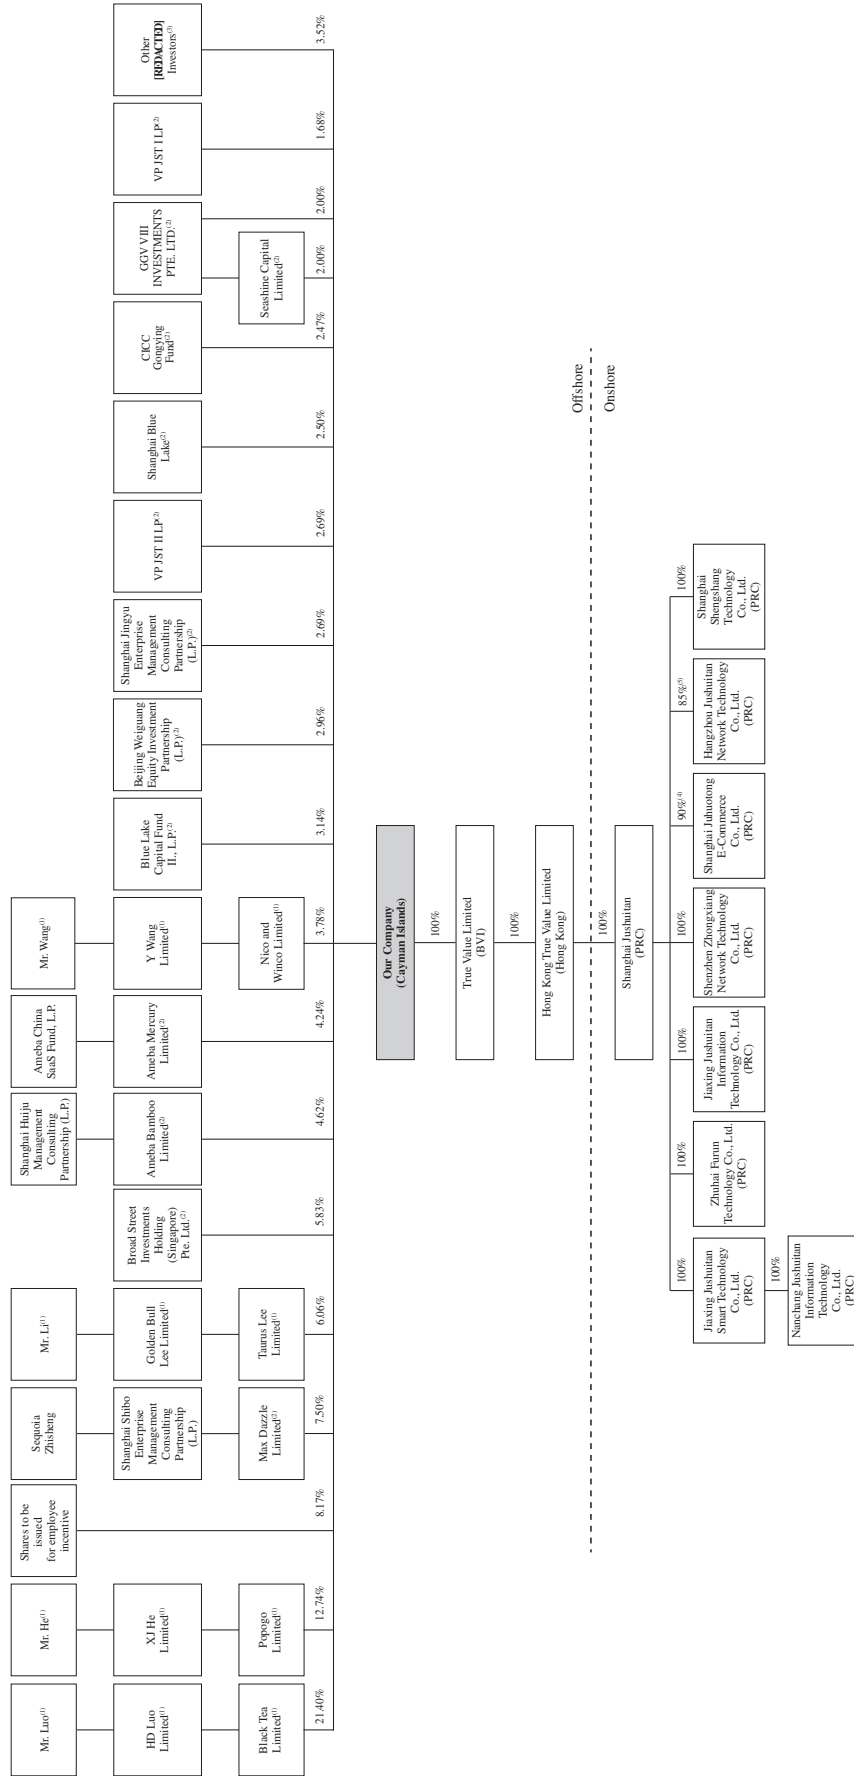 Mr. Luo(1)
HD Luo
Limited(1)
Black Tea
Limited(1)
21.40%
Mr. He(1)
XJ He
Limited(1)
Popogo
Limited(1)
12.74%
Shares to be
issued
for employee
incentive
8.17%
Sequoia
Zhisheng
Shanghai Shibo
Enterprise
Management
Consulting
Partnership
(L.P.)
Max Dazzle
Limited(2)
7.50%
Mr. Li(1)
Golden Bull
Lee Limited(1)
Taurus Lee
Limited(1)
6.06%
Broad Street
Investments
Holding
(Singapore)
Pte. Ltd.(2)
5.83%
Shanghai Huiju
Management
Consulting
Partnership (L.P.)
Ameba Bamboo
Limited(2)
4.62%
Ameba China
SaaS Fund, L.P.
Ameba Mercury
Limited(2)
4.24%
Mr. Wang(1)
Y Wang
Limited(1)
Nico and
Winco Limited(1)
3.78%
Blue Lake
Capital Fund
II., L.P.(2)
3.14%
Beijing Weiguang
Equity Investment
Partnership
(L.P.)(2)
2.96%
Shanghai Jingyu
Enterprise
Management
Consulting
Partnership
(L.P.)(2)
2.69%
VP JST II LP(2)
2.69%
Shanghai Blue
Lake(2)
2.50%
CICC
Gongying
Fund(2)
2.47%
GGV VIII
INVESTMENTS
PTE. LTD.(2)
Seashine Capital
Limited(2)
2.00%
2.00%
VP JST I LP(2)
1.68%
Other
[REDACTED]
Investors(3)
3.52%
Our Company
(Cayman Islands)
100%
True Value Limited
(BVI)
100%
Hong Kong True Value Limited
(Hong Kong)
Offshore
Onshore
100%
Shanghai Jushuitan
(PRC)
100%
Jiaxing Jushuitan
Smart Technology
Co., Ltd.
(PRC)
100%
Nanchang Jushuitan
Information
Technology
Co., Ltd.
(PRC)
100%
Zhuhai Furun
Technology Co., Ltd.
(PRC)
100%
Jiaxing Jushuitan
Information
Technology Co., Ltd.
(PRC)
100%
Shenzhen Zhongxiang
Network Technology
Co., Ltd.
(PRC)
90%(4)
Shanghai Juhuotong
E-Commerce
Co., Ltd.
(PRC)
85%(5)
Hangzhou Jushuitan
Network Technology
Co., Ltd.
(PRC)
100%
Shanghai
Shengshang
Technology
Co., Ltd.
(PRC)